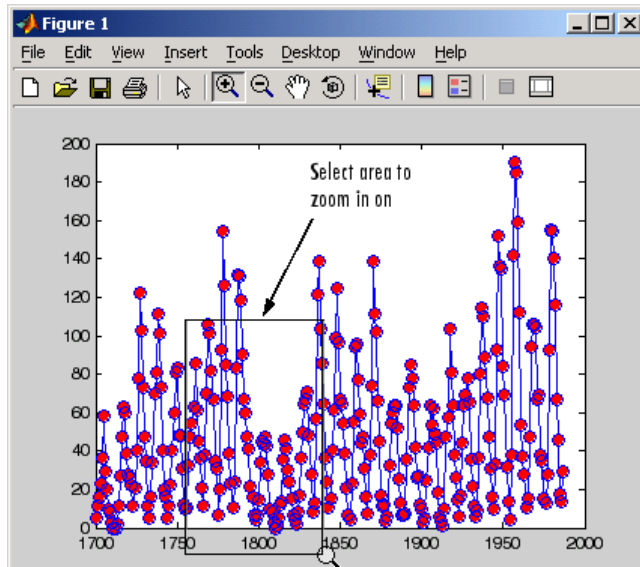 Figure 1
File Edit View Insert Tools Desktop Window Help
200
180
160
140
120
100
80
60
40
20
0
Select area to
zoom in on
1700 1750 1800 1850 1900 1950 2000